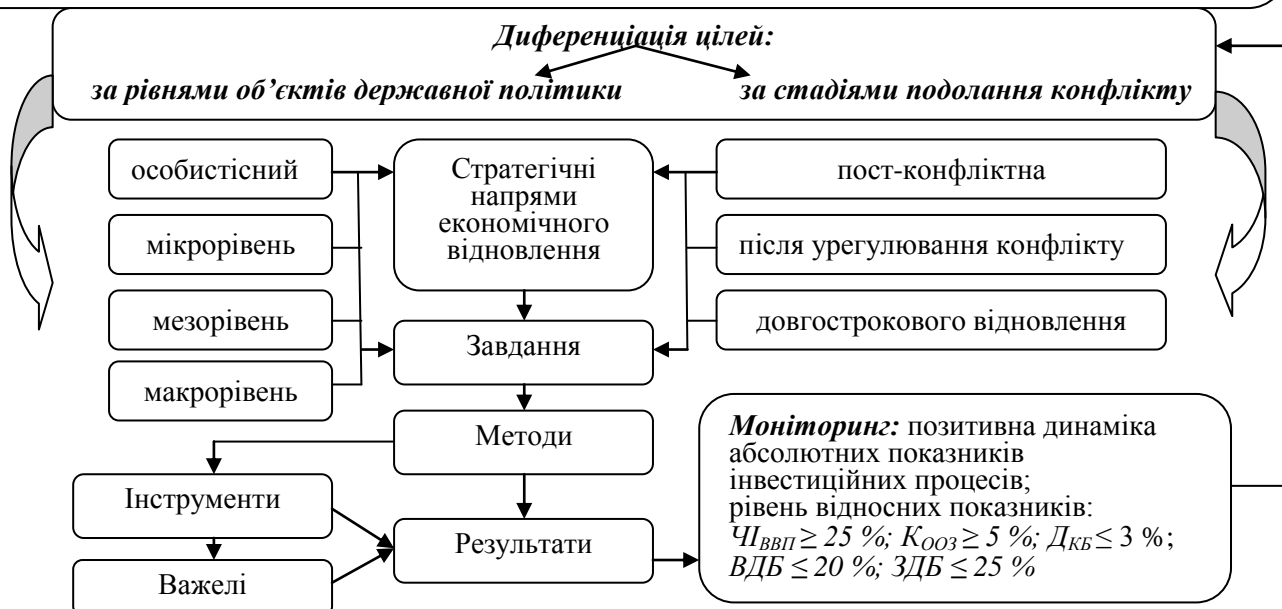 Диференціація цілей:
за рівнями об’єктів державної політики
за стадіями подолання конфлікту
особистісний
мікрорівень
мезорівень
макрорівень
Стратегічні
напрями
економічного
відновлення
пост-конфліктна
після урегулювання конфлікту
довгострокового відновлення
Завдання
Методи
Інструменти
Важелі
Результати
Моніторинг: позитивна динаміка
абсолютних показників
інвестиційних процесів;
рівень відносних показників:
ЧІВВП ≥ 25 %; КООЗ ≥ 5 %; ДКБ ≤ 3 %;
ВДБ ≤ 20 %; ЗДБ ≤ 25 %